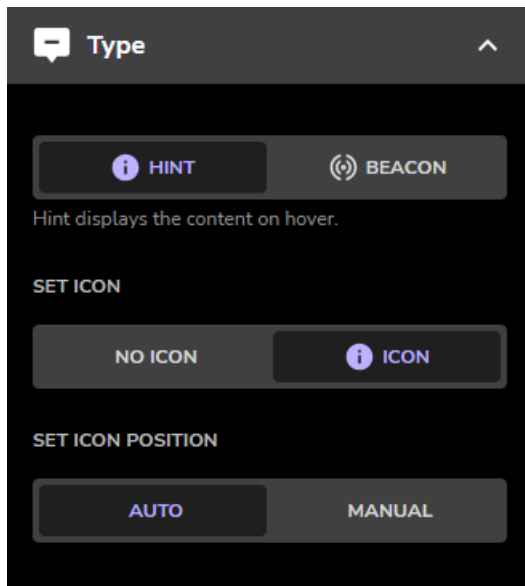 Type
HINT BEACON
Hint displays the content on hover.
SET ICON
NO ICON ICON
SET ICON POSITION
AUTO MANUAL